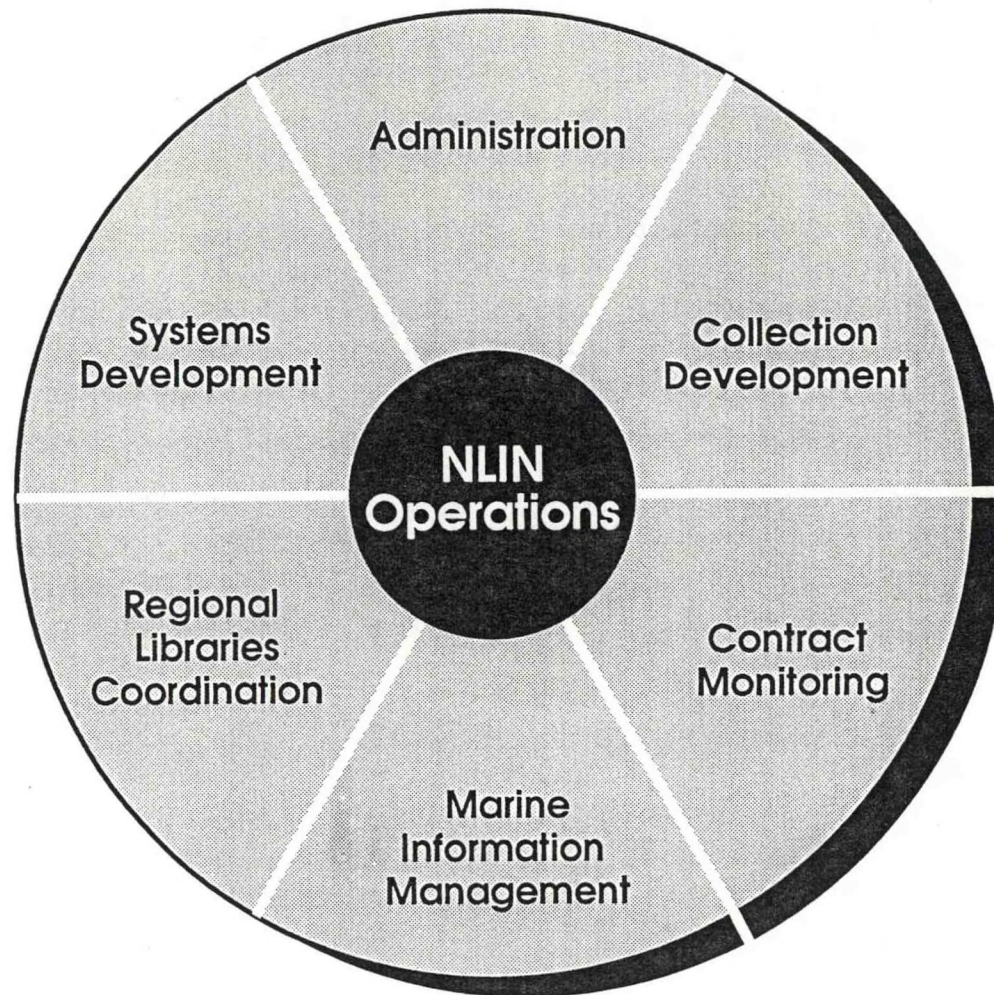 Administration
Systems
Development
Collection
Development
NLIN
Operations
Regional
Libraries
Coordination
Contract
Monitoring
Marine
Information
Management